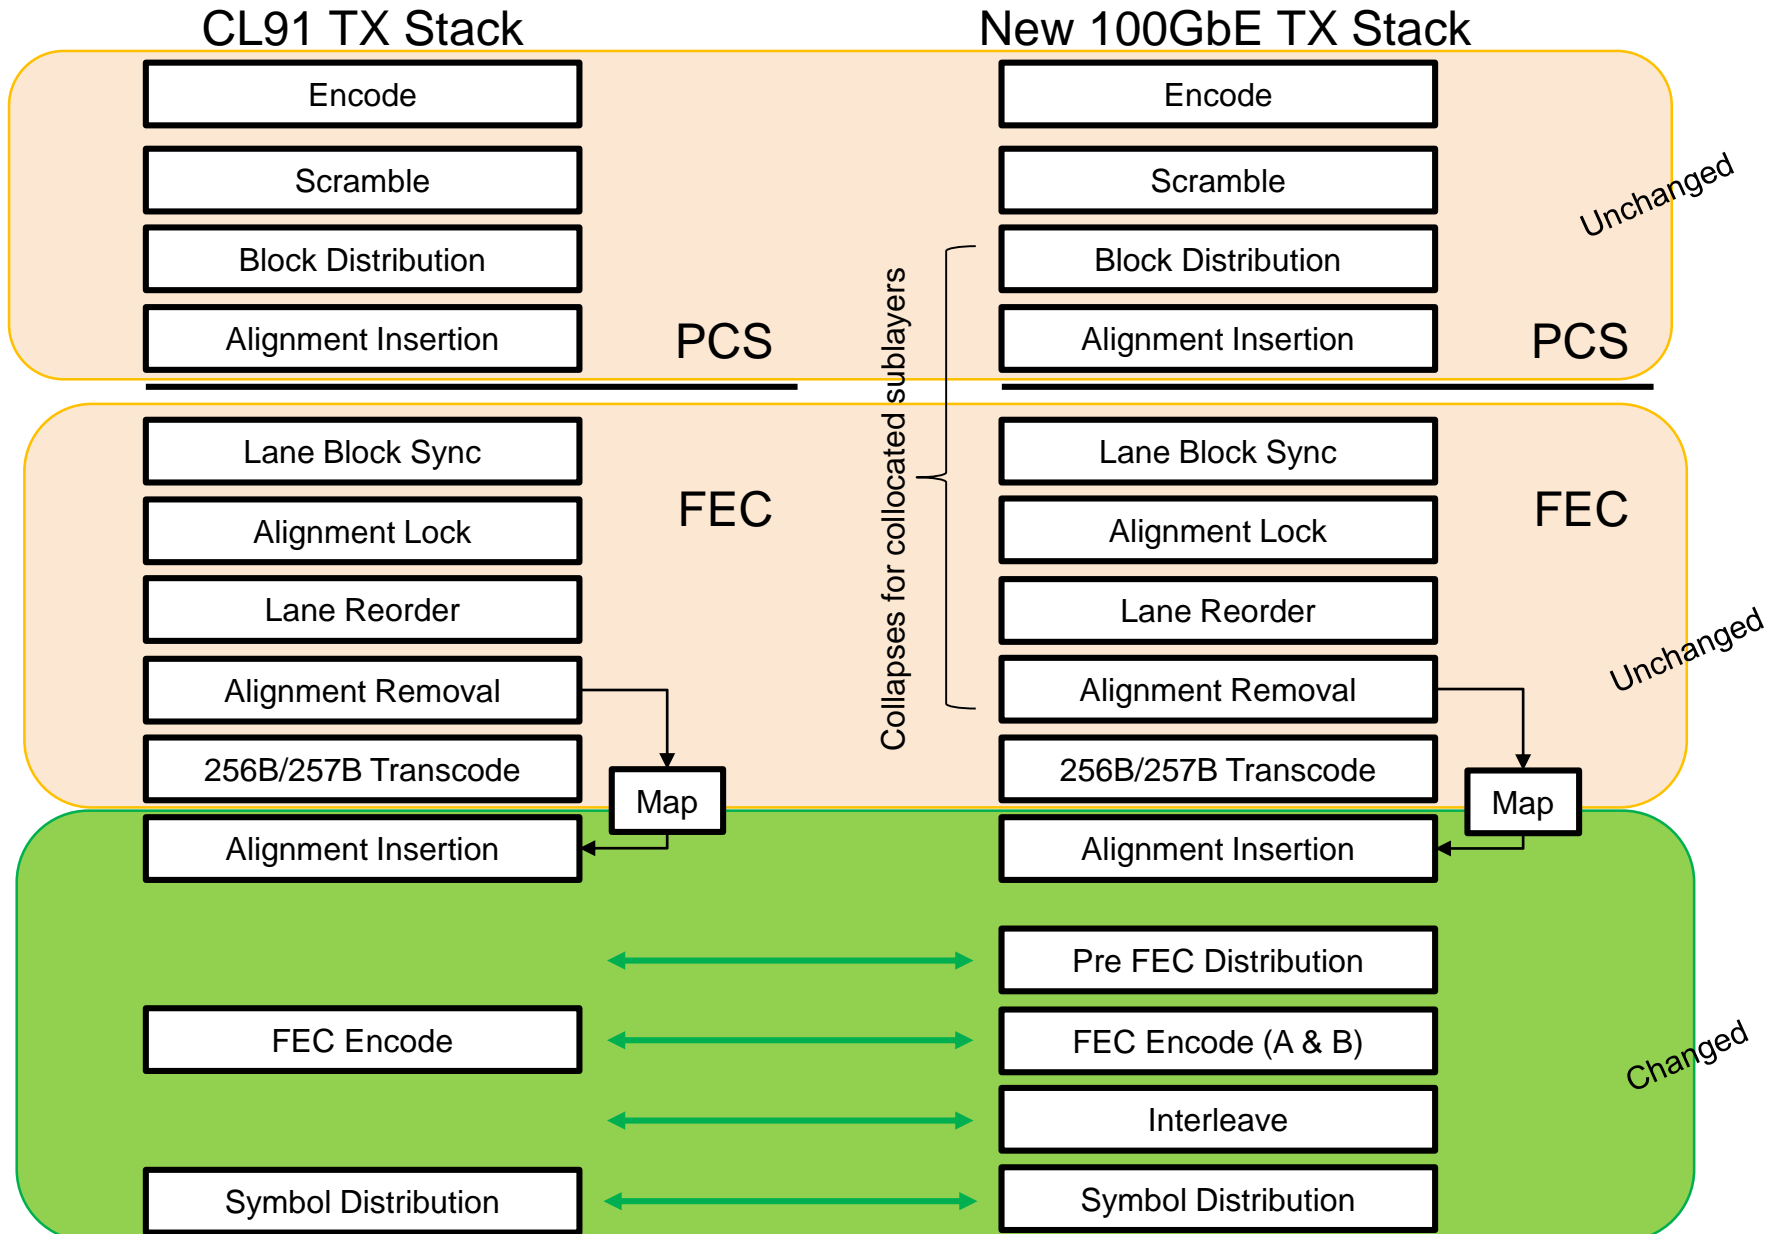 CL91 TX Stack
Encode
Scramble
Block Distribution
Alignment Insertion
PCS
Lane Block Sync
FEC
Alignment Lock
Lane Reorder
Alignment Removal
256B/257B Transcode
Map
Alignment Insertion
FEC Encode
Symbol Distribution
New 100GbE TX Stack
Encode
Scramble
Block Distribution
Alignment Insertion
PCS
Collapses for collocated sublayers
Lane Block Sync
FEC
Alignment Lock
Lane Reorder
Alignment Removal
256B/257B Transcode
Map
Alignment Insertion
Pre FEC Distribution
FEC Encode (A & B)
Interleave
Symbol Distribution
Unchanged
Unchanged
Changed